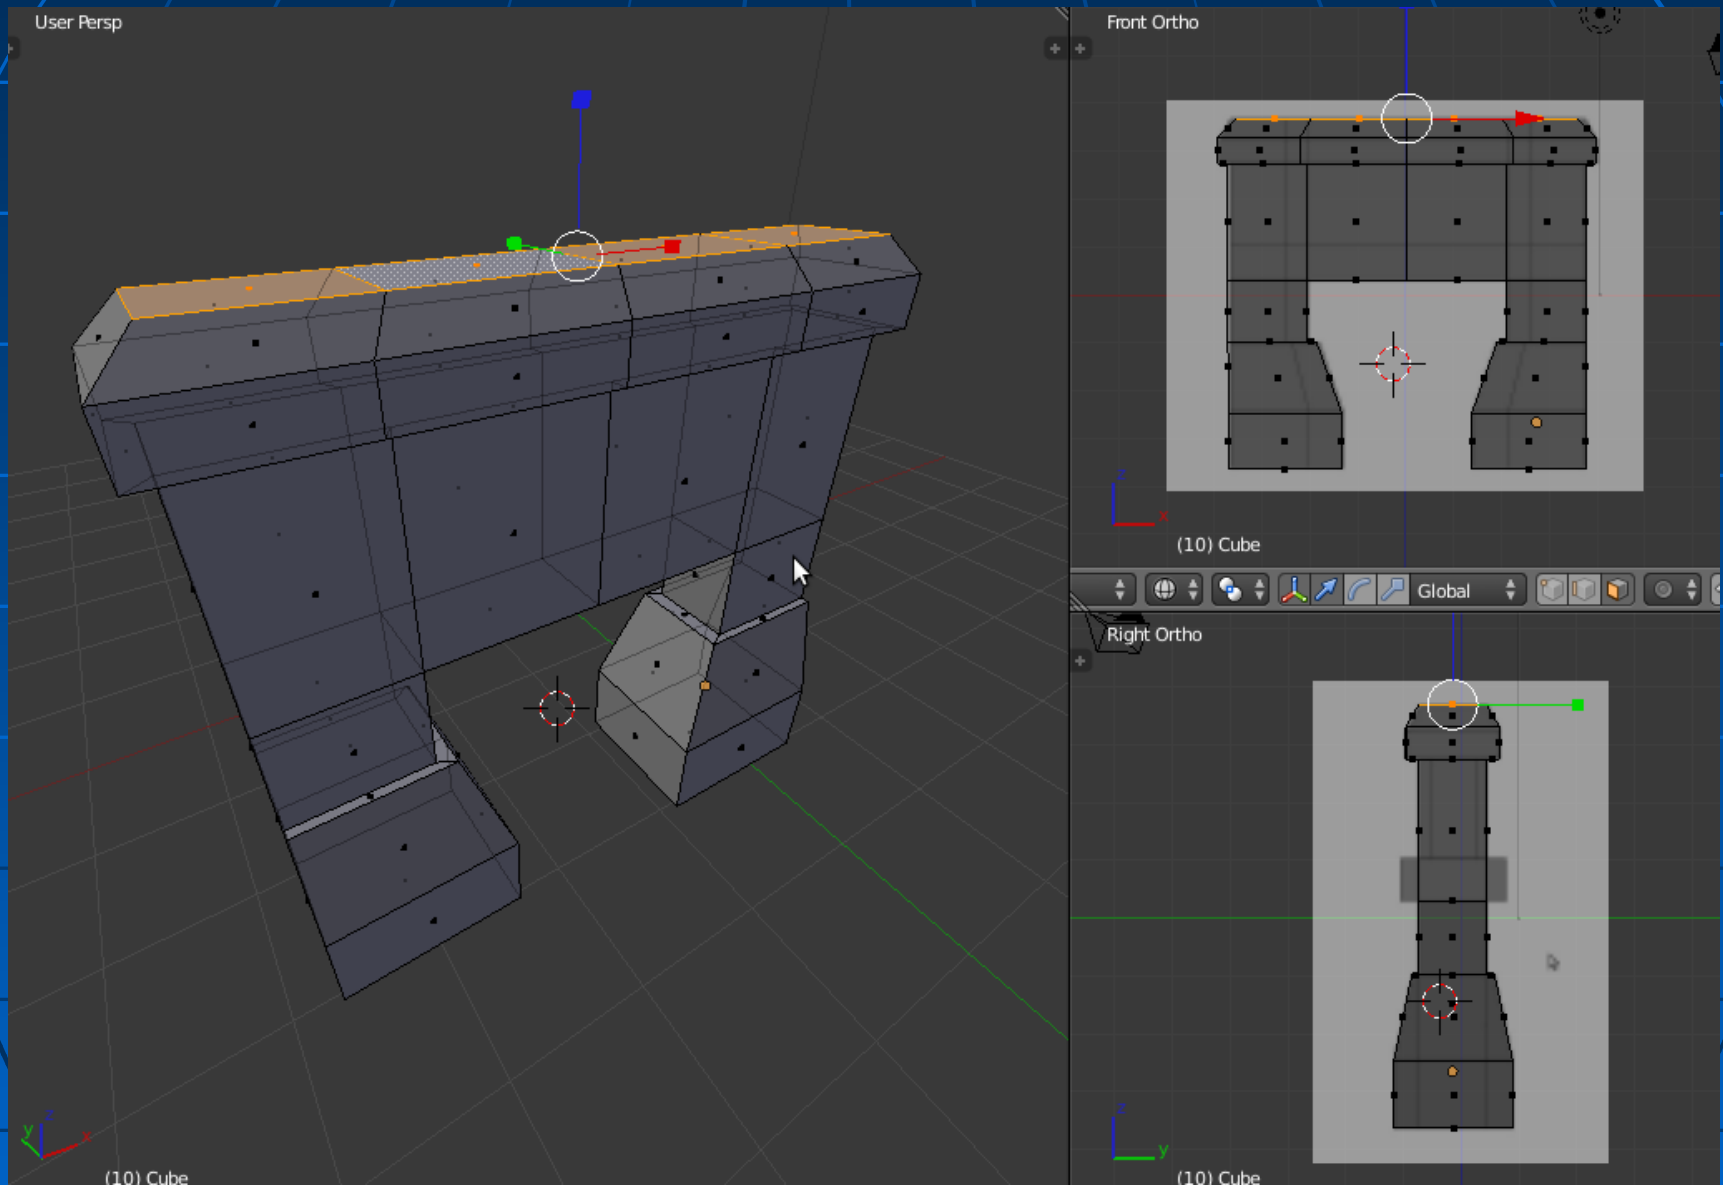 User Persp
z
y
x
(10) Cube
Front Ortho
z
x
(10) Cube
Global
Right Ortho
z
y
(10) Cube